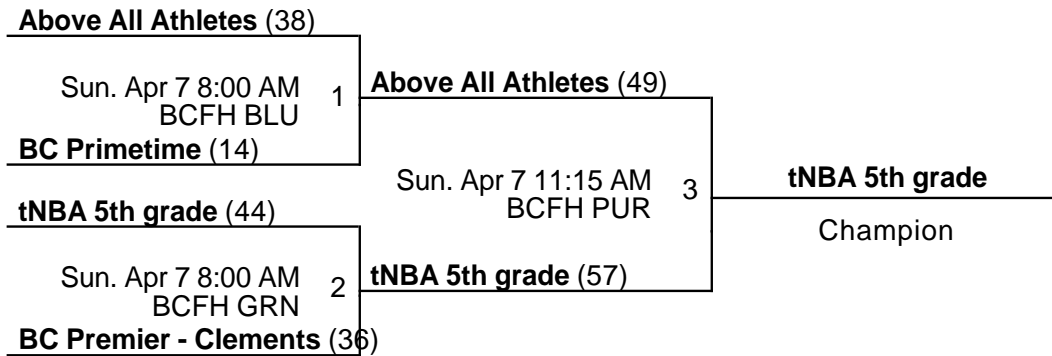 Above All Athletes (38)
Sun. Apr 7 8:00 AM
1
BCFH BLU
BC Primetime (14)
Above All Athletes (49)
tNBA 5th grade (44)
Sun. Apr 7 8:00 AM
2
BCFH GRN
BC Premier - Clements (36)
Sun. Apr 7 11:15 AM
3
BCFH PUR
tNBA 5th grade (57)
tNBA 5th grade
Champion